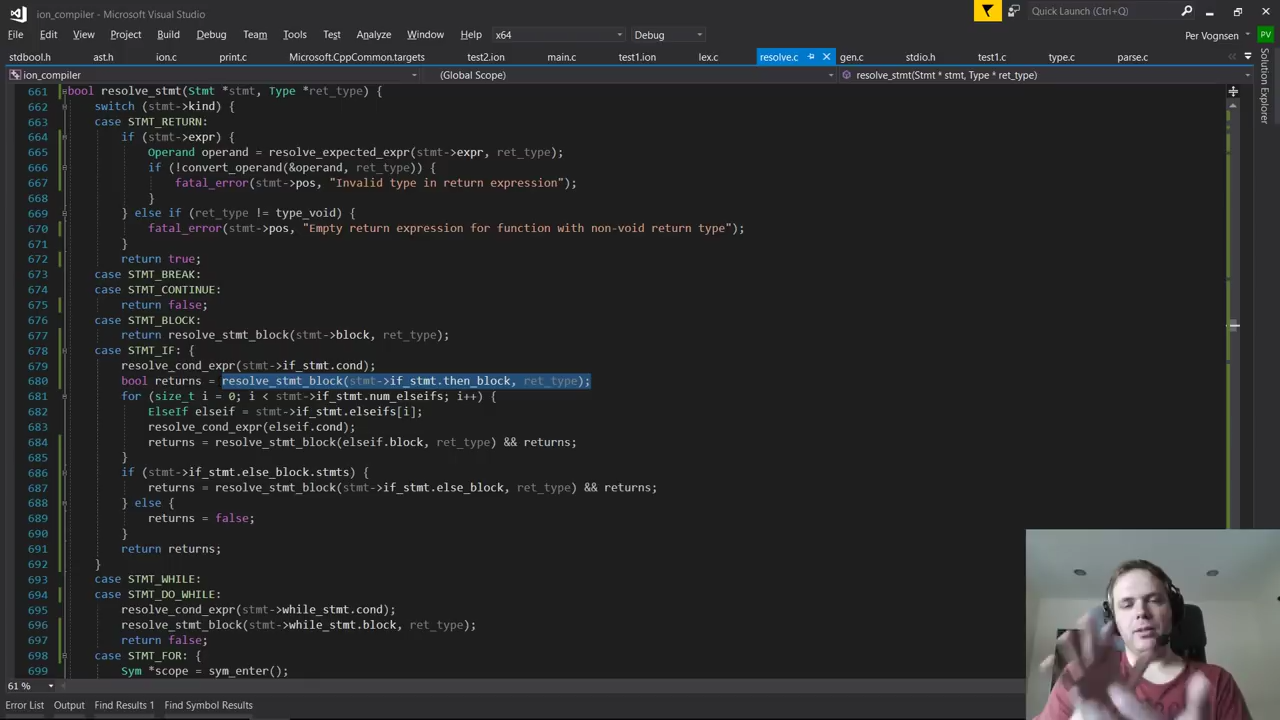 ion_compiler - Microsoft Visual Studio
Quick Launch (Ctrl+Q)
File Edit View Project Build Debug Team Tools Test Analyze Window Help x64 Debug Per Vognsen PV
stdbool.h ast.h ion.c print.c Microsoft.CppCommon.targets test2.ion main.c test1.ion lex.c resolve.c gen.c stdio.h test1.c type.c parse.c
ion_compiler (Global Scope) resolve_stmt(Stmt * stmt, Type * ret_type)
Solution Explorer
661 bool resolve_stmt(Stmt *stmt, Type *ret_type) {
662 switch (stmt->kind) {
663 case STMT_RETURN:
664 if (stmt->expr) {
665 Operand operand = resolve_expected_expr(stmt->expr, ret_type);
666 if (!convert_operand(&operand, ret_type)) {
667 fatal_error(stmt->pos, "Invalid type in return expression");
668 }
669 } else if (ret_type != type_void) {
670 fatal_error(stmt->pos, "Empty return expression for function with non-void return type");
671 }
672 return true;
673 case STMT_BREAK:
674 case STMT_CONTINUE:
675 return false;
676 case STMT_BLOCK:
677 return resolve_stmt_block(stmt->block, ret_type);
678 case STMT_IF: {
679 resolve_cond_expr(stmt->if_stmt.cond);
680 bool returns = resolve_stmt_block(stmt->if_stmt.then_block, ret_type);
681 for (size_t i = 0; i < stmt->if_stmt.num_elseifs; i++) {
682 ElseIf elseif = stmt->if_stmt.elseifs[i];
683 resolve_cond_expr(elseif.cond);
684 returns = resolve_stmt_block(elseif.block, ret_type) && returns;
685 }
686 if (stmt->if_stmt.else_block.stmts) {
687 returns = resolve_stmt_block(stmt->if_stmt.else_block, ret_type) && returns;
688 } else {
689 returns = false;
690 }
691 return returns;
692 }
693 case STMT_WHILE:
694 case STMT_DO_WHILE:
695 resolve_cond_expr(stmt->while_stmt.cond);
696 resolve_stmt_block(stmt->while_stmt.block, ret_type);
697 return false;
698 case STMT_FOR: {
699 Sym *scope = sym_enter();
61 %
Error List Output Find Results 1 Find Symbol Results